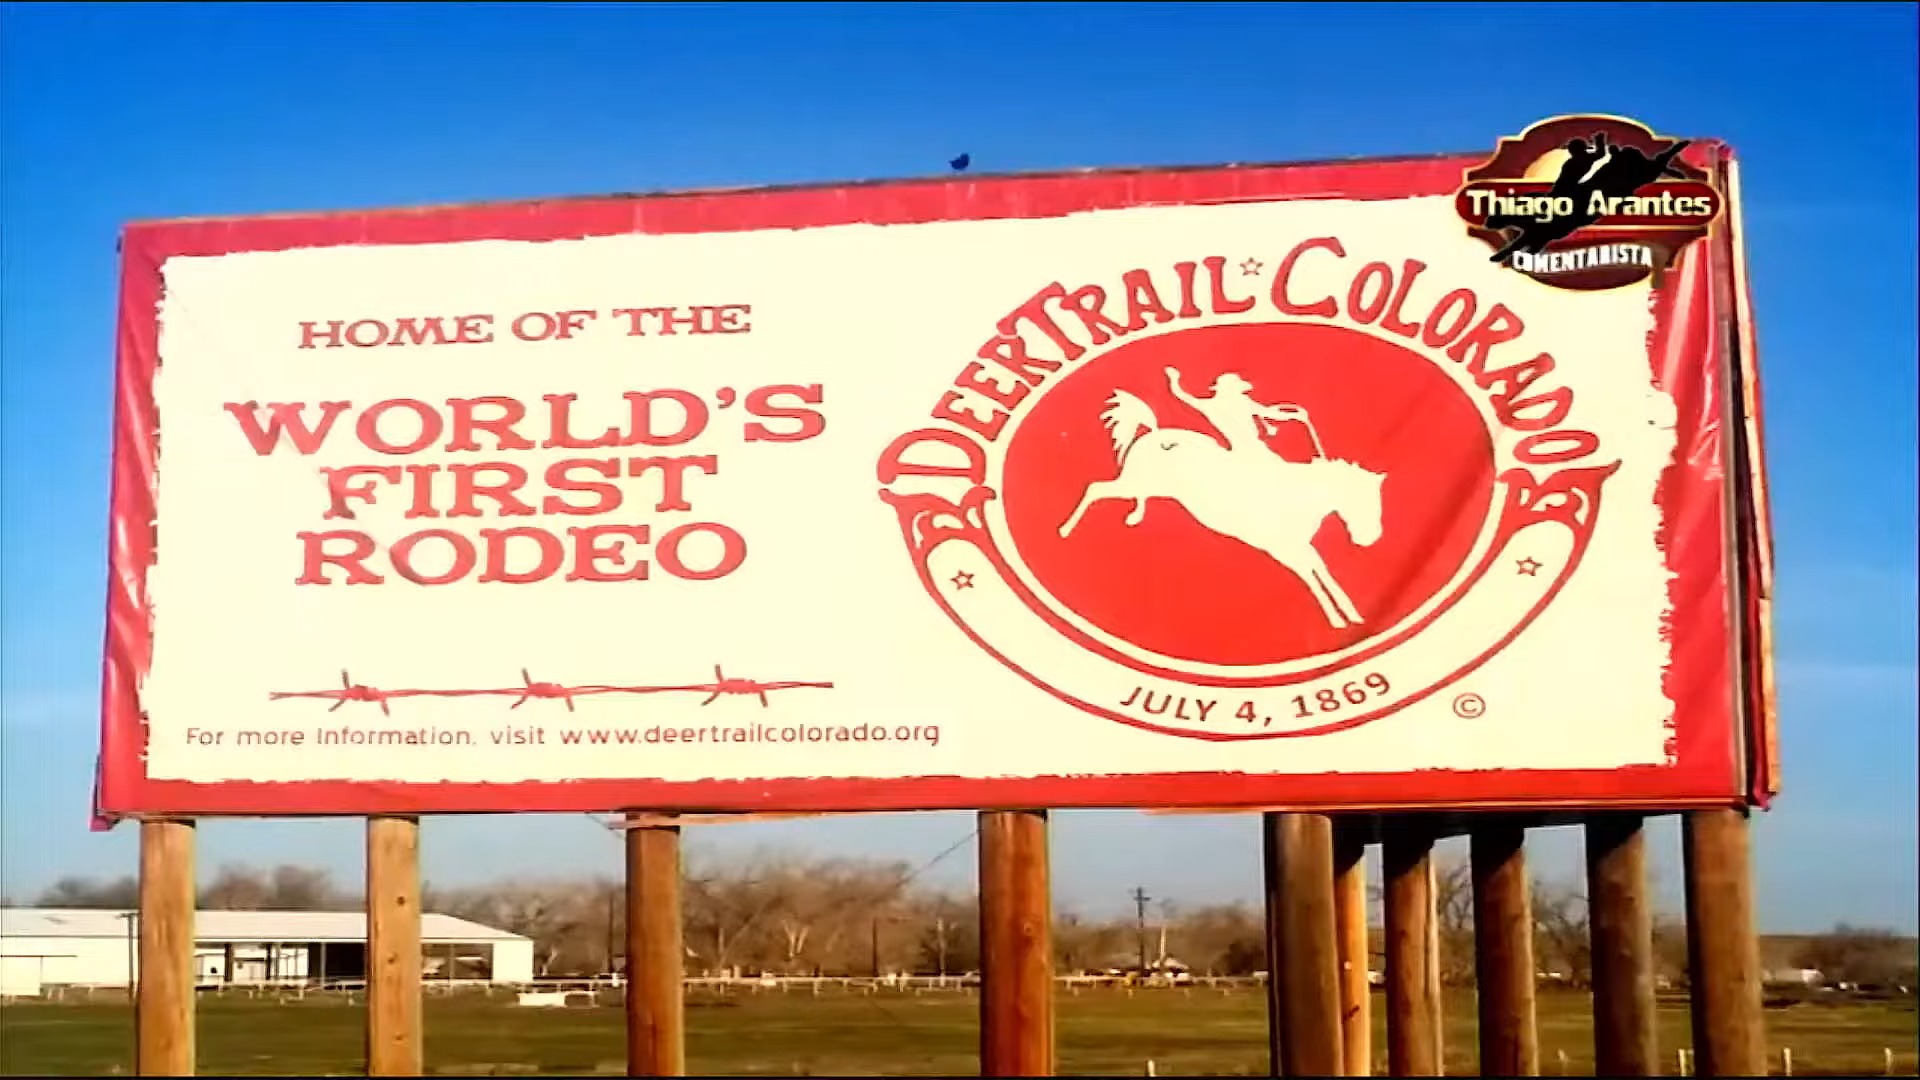 Thiago Arantes
COMENTARISTA
HOME OF THE
WORLD'S
FIRST
RODEO
For more Information, visit www.deertrailcolorado.org
DEER TRAIL ☆ COLORADO
JULY 4, 1869
©